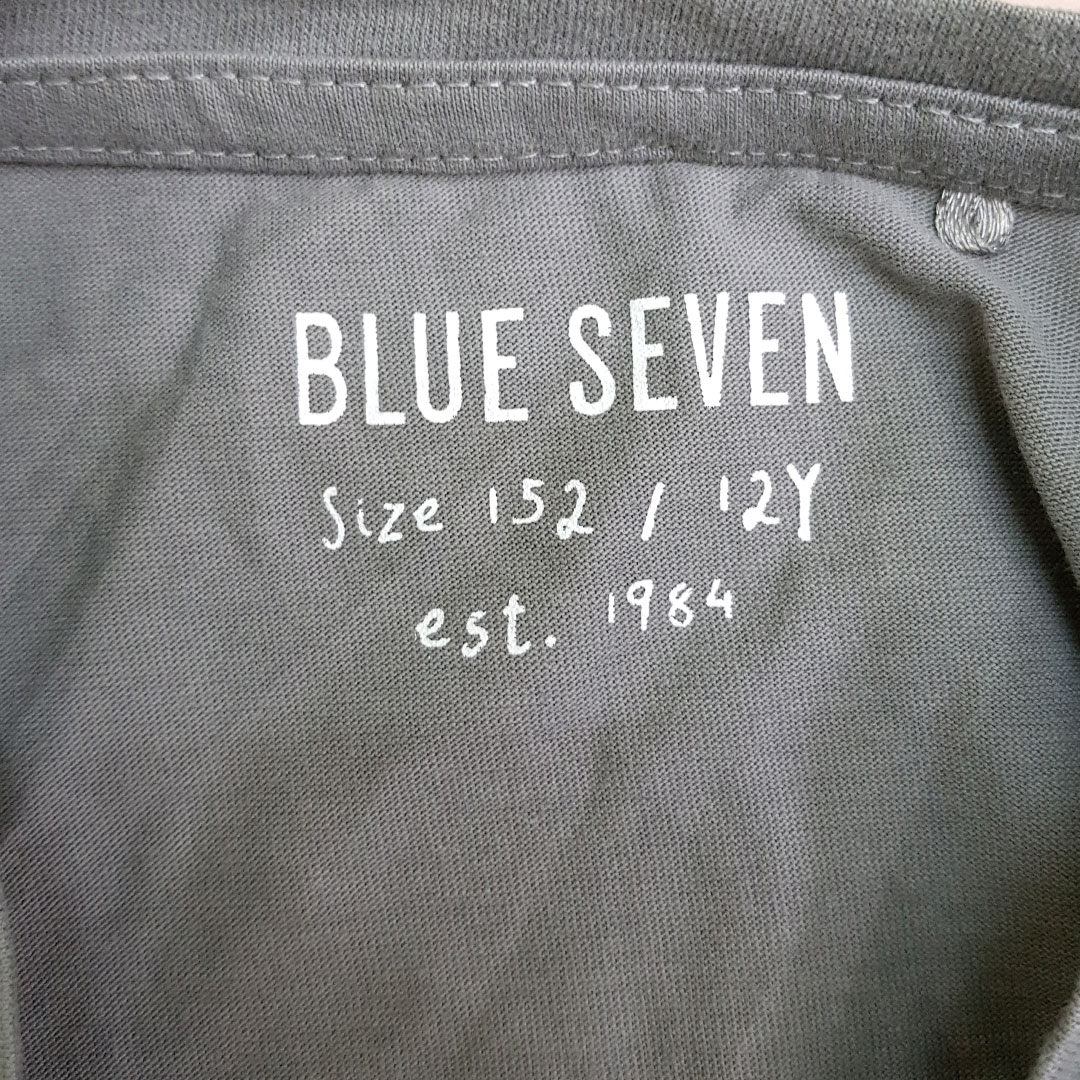 BLUE SEVEN
Size 152 / 12Y
est. 1984